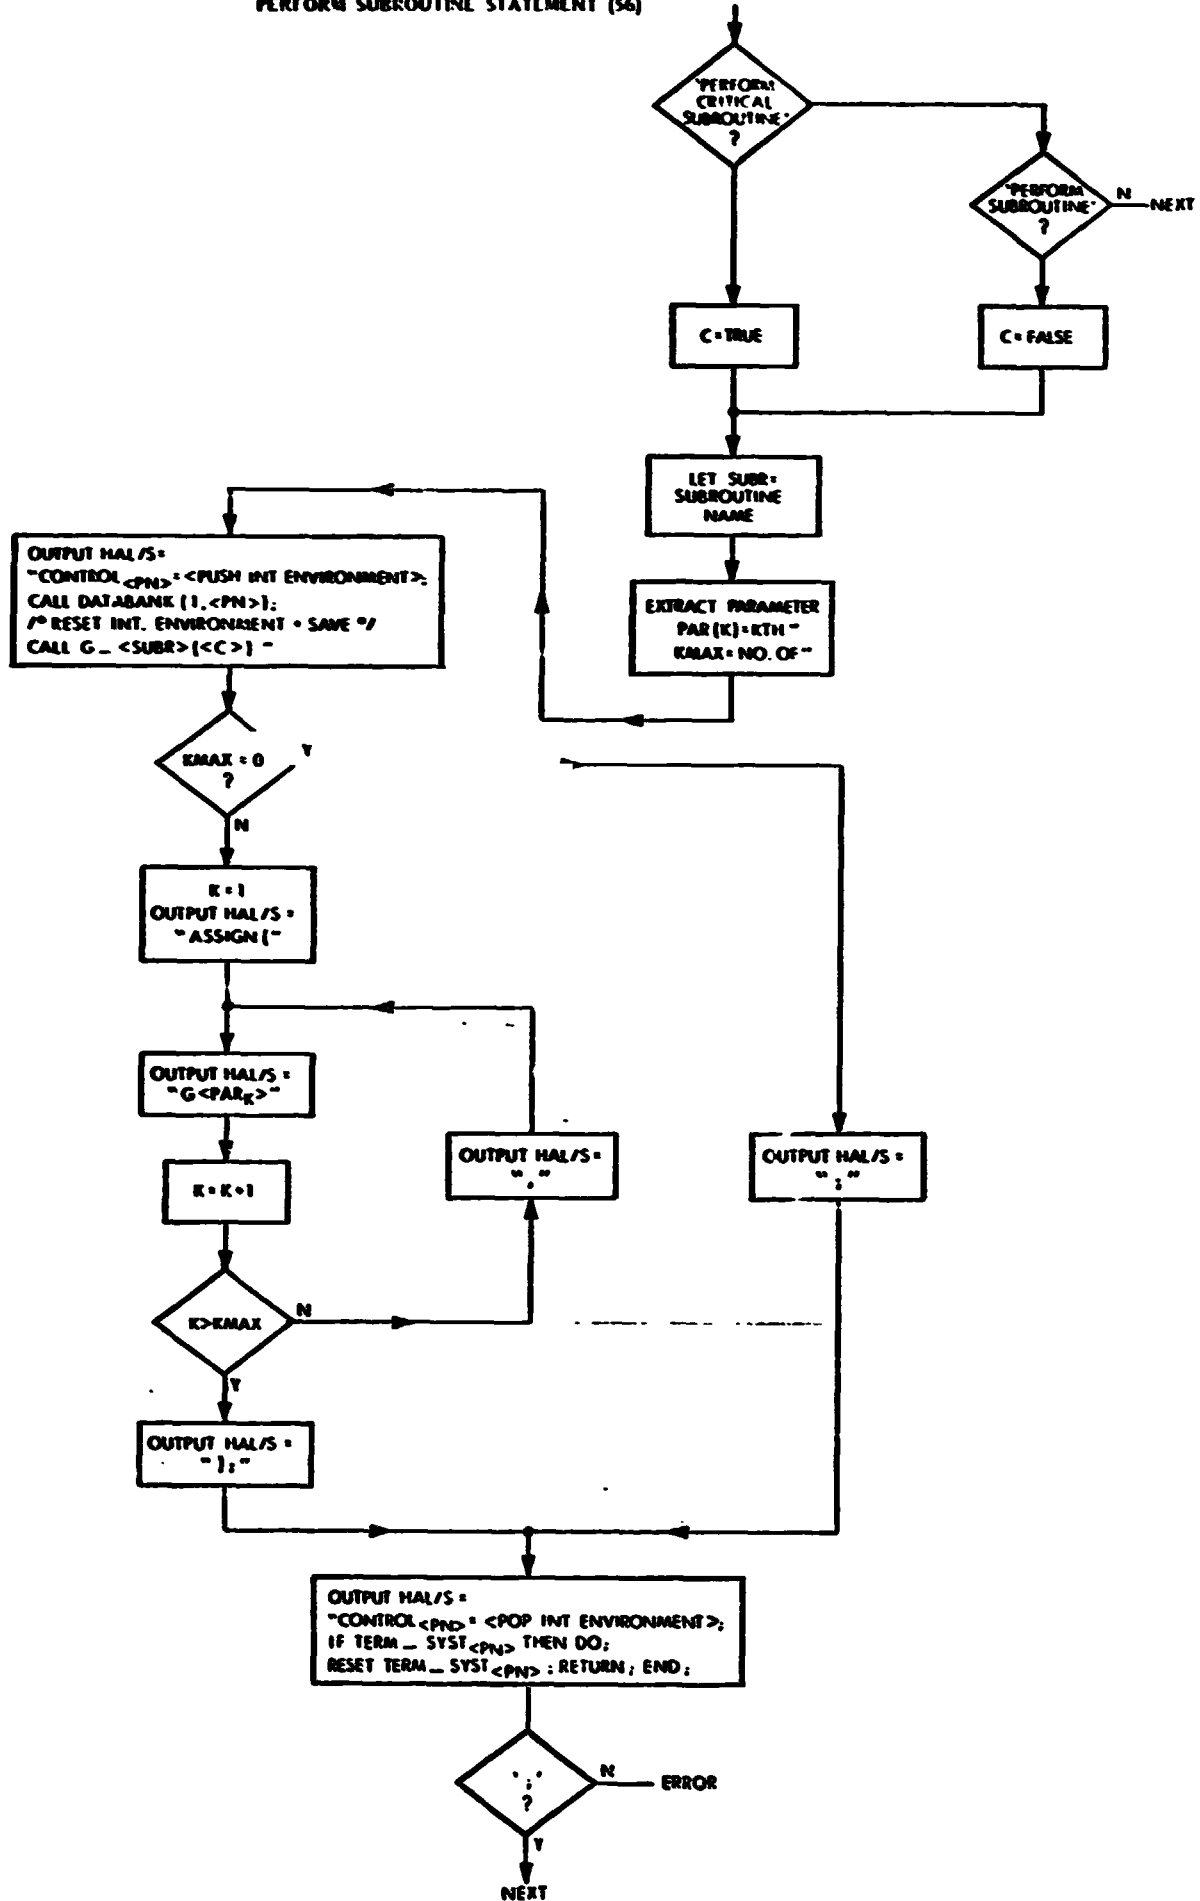 PERFORM SUBROUTINE STATEMENT (56)
"PERFORM
CRITICAL
SUBROUTINE"
?
"PERFORM
SUBROUTINE"
?
N
NEXT
C = TRUE
C = FALSE
LET SUBR=
SUBROUTINE
NAME
EXTRACT PARAMETER
PAR(K)=KTH "
KMAX=NO. OF "
OUTPUT HAL/S=
"CONTROL<PN>=<PUSH INT ENVIRONMENT>;
CALL DATABANK (1,<PN>);
/* RESET INT. ENVIRONMENT + SAVE */
CALL G_<SUBR>(<C>) "
KMAX = 0
?
Y
N
K = 1
OUTPUT HAL/S =
"ASSIGN("
OUTPUT HAL/S =
"G<PARK>"
K = K+1
OUTPUT HAL/S =
","
OUTPUT HAL/S =
";"
K>KMAX
N
Y
OUTPUT HAL/S =
");"
OUTPUT HAL/S =
"CONTROL<PN>= <POP INT ENVIRONMENT>;
IF TERM_SYST<PN> THEN DO;
RESET TERM_SYST<PN>; RETURN; END;
';'
?
N
ERROR
Y
NEXT